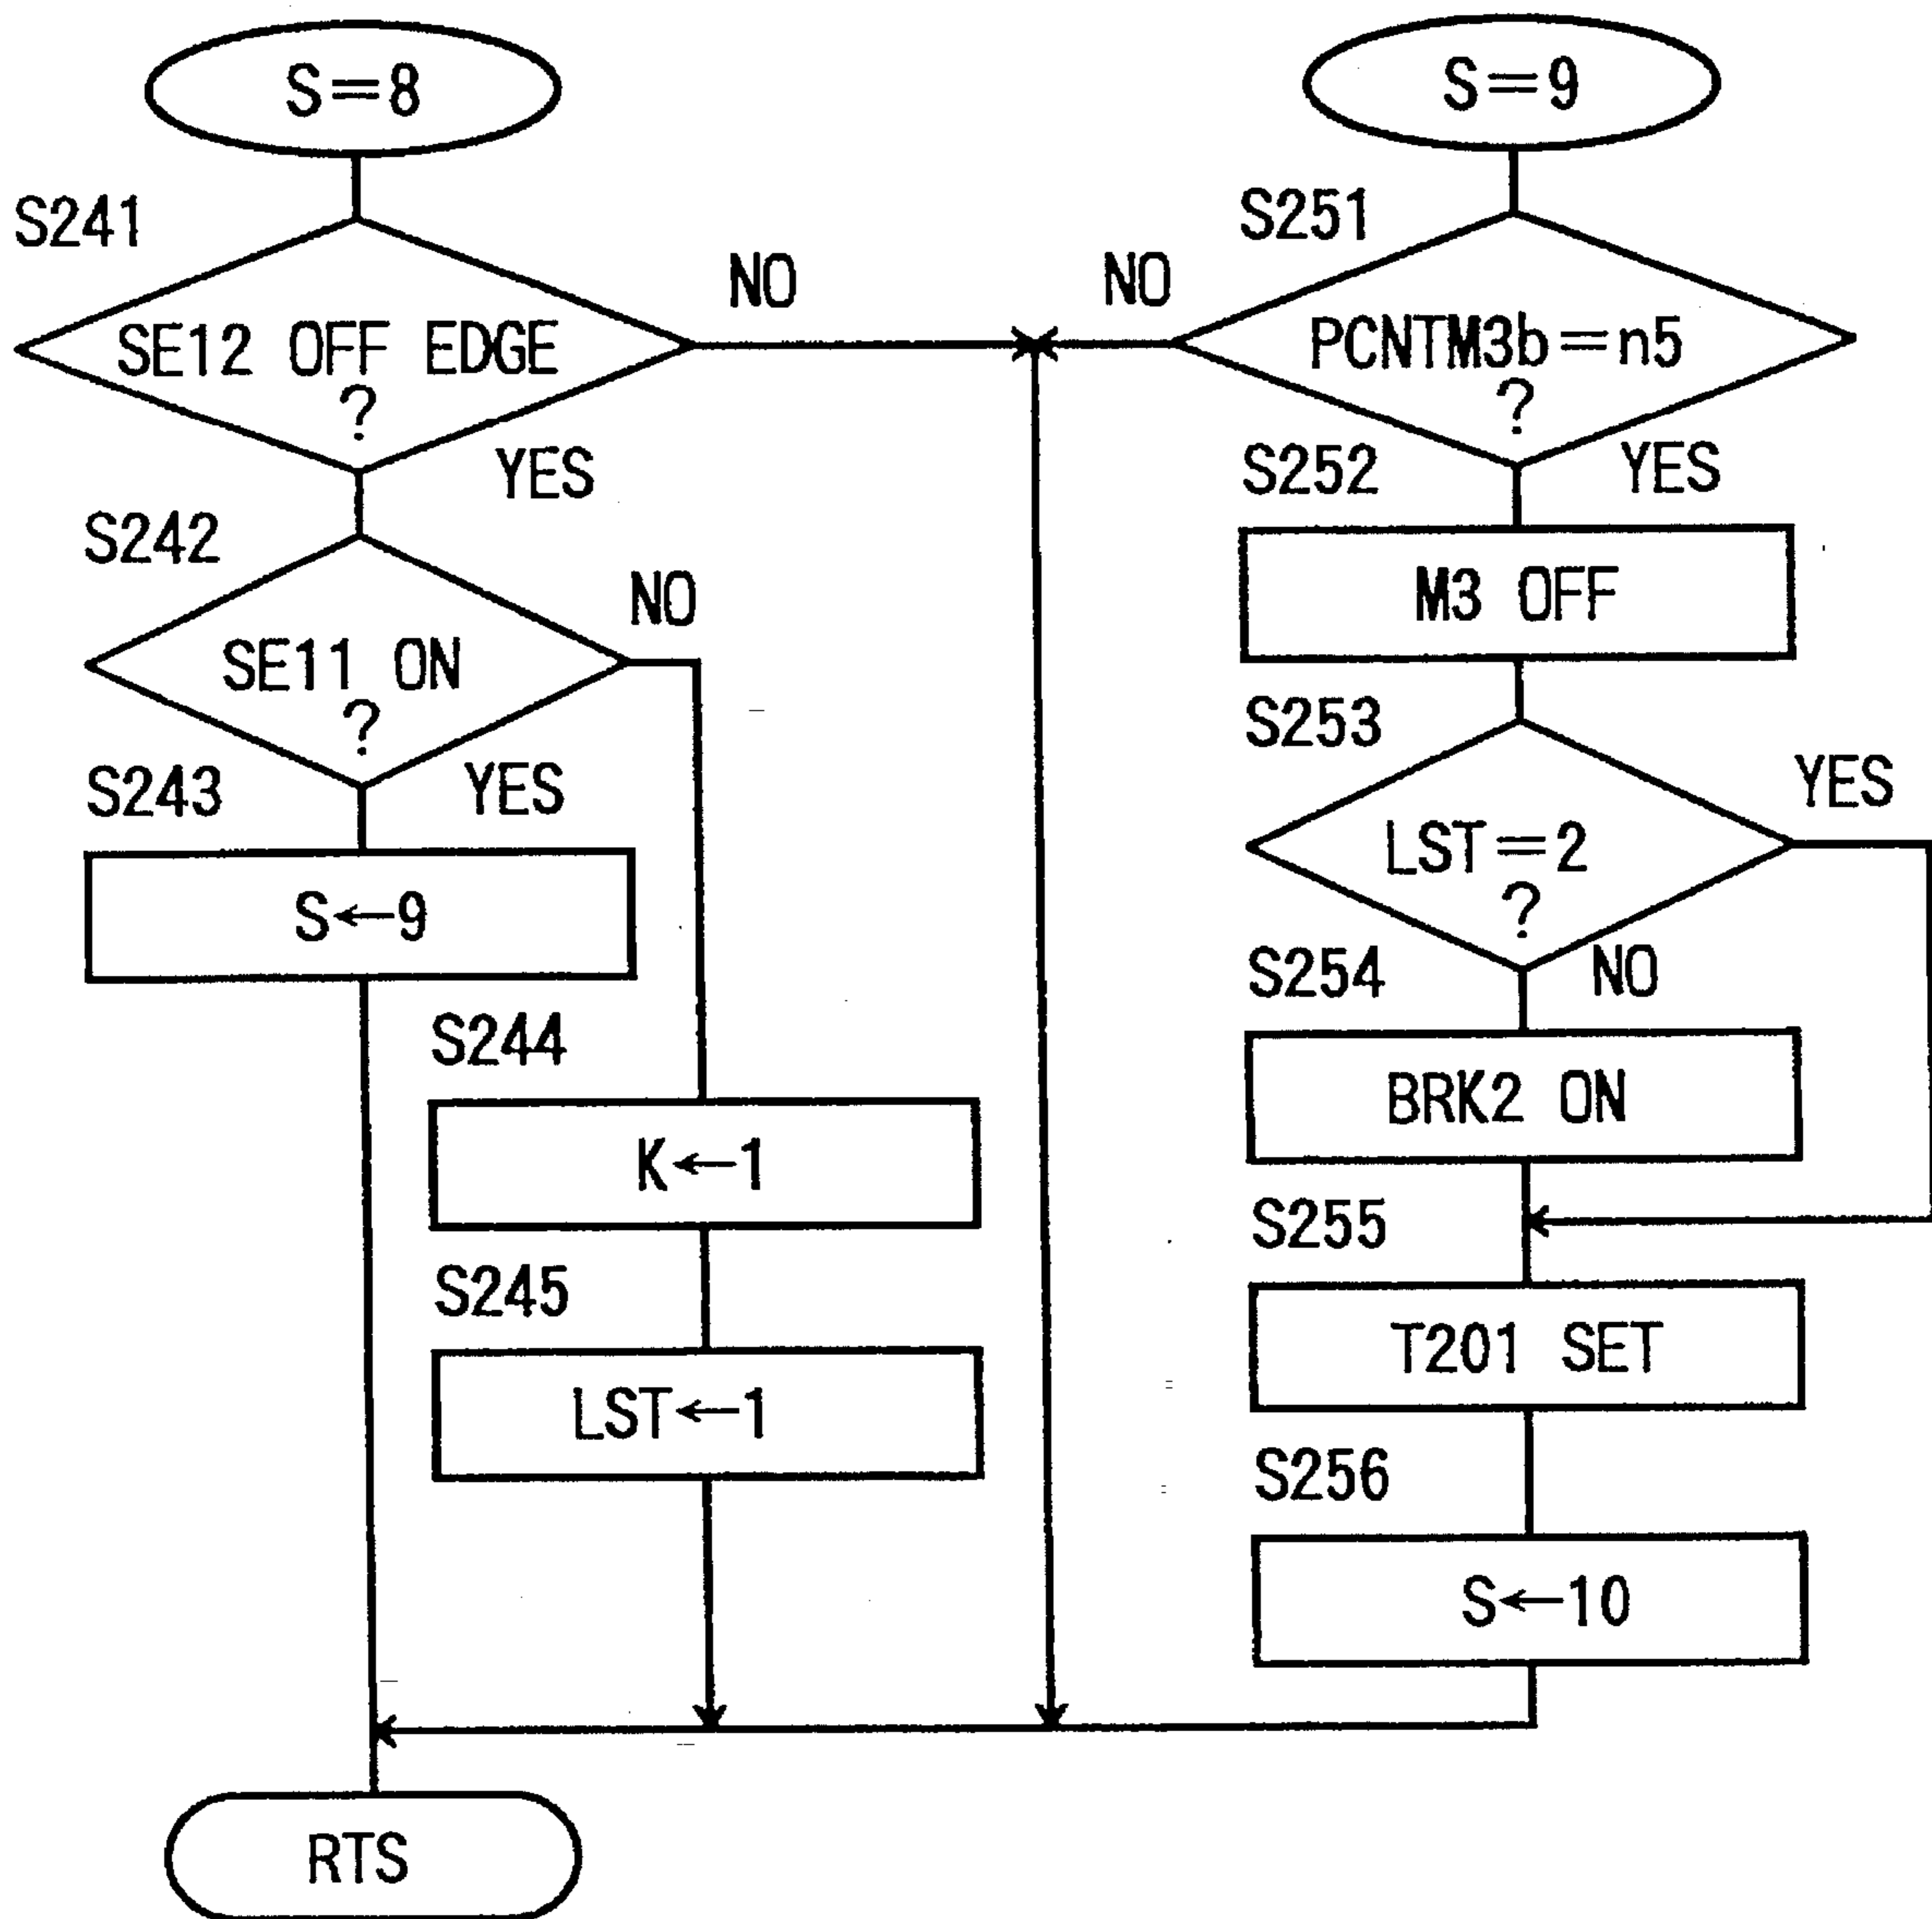 S=8
S241
SE12 OFF EDGE
?
NO
YES
S242
SE11 ON
?
NO
YES
S243
S←9
S244
K←1
S245
LST←1
RTS
S=9
S251
NO
PCNTM3b=n5
?
YES
S252
M3 OFF
S253
LST=2
?
YES
NO
S254
BRK2 ON
S255
T201 SET
S256
S←10